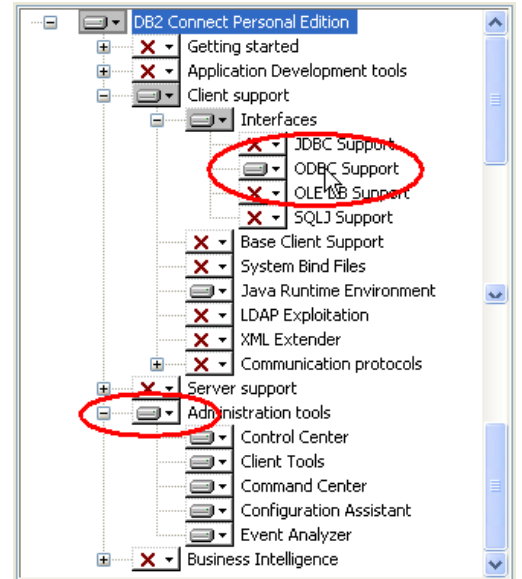 DB2 Connect Personal Edition
Getting started
Application Development tools
Client support
Interfaces
JDBC Support
ODBC Support
OLE DB Support
SQLJ Support
Base Client Support
System Bind Files
Java Runtime Environment
LDAP Exploitation
XML Extender
Communication protocols
Server support
Administration tools
Control Center
Client Tools
Command Center
Configuration Assistant
Event Analyzer
Business Intelligence